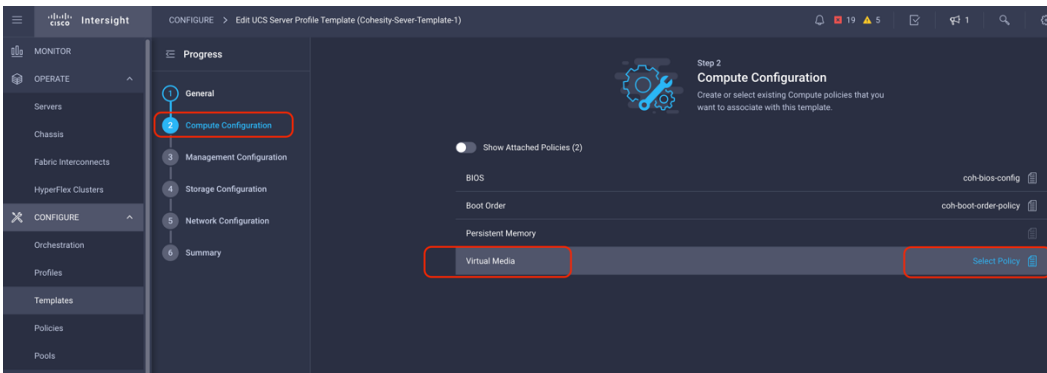 CISCO Intersight
CONFIGURE > Edit UCS Server Profile Template (Cohesity-Sever-Template-1)
19 5 1
MONITOR
OPERATE
Servers
Chassis
Fabric Interconnects
HyperFlex Clusters
CONFIGURE
Orchestration
Profiles
Templates
Policies
Pools
Progress
1 General
2 Compute Configuration
3 Management Configuration
4 Storage Configuration
5 Network Configuration
6 Summary
Step 2
Compute Configuration
Create or select existing Compute policies that you
want to associate with this template.
Show Attached Policies (2)
BIOS coh-bios-config
Boot Order coh-boot-order-policy
Persistent Memory
Virtual Media Select Policy